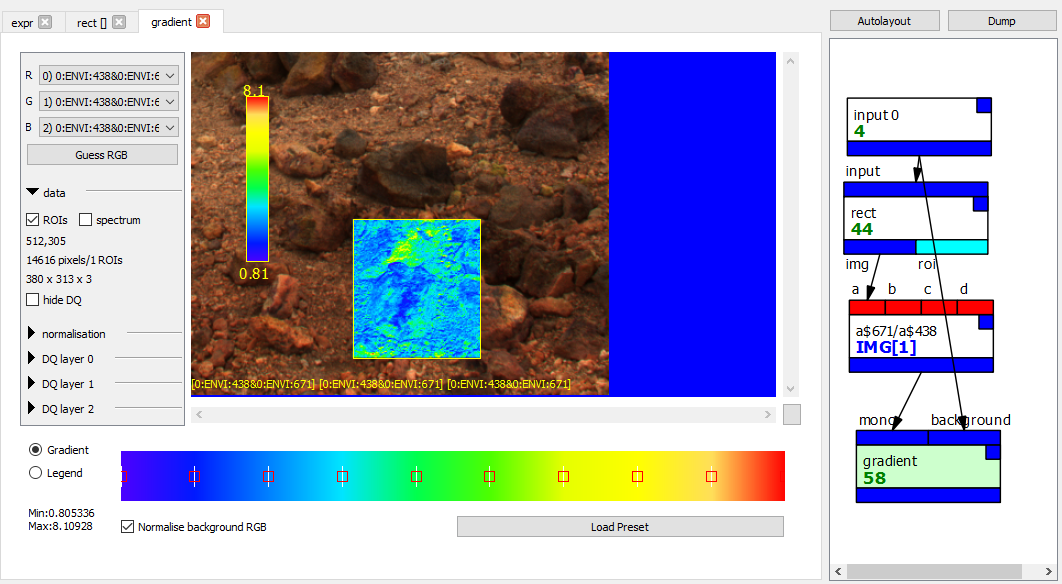 expr
rect []
gradient
Autolayout
Dump
R
0) 0:ENVI:438&0:ENVI:6
G
1) 0:ENVI:438&0:ENVI:6
B
2) 0:ENVI:438&0:ENVI:6
Guess RGB
data
ROIs
spectrum
512,305
14616 pixels/1 ROIs
380 x 313 x 3
hide DQ
normalisation
DQ layer 0
DQ layer 1
DQ layer 2
8.1
0.81
[0:ENVI:438&0:ENVI:671] [0:ENVI:438&0:ENVI:671] [0:ENVI:438&0:ENVI:671]
Gradient
Legend
Min:0.805336
Max:8.10928
Normalise background RGB
Load Preset
input 0
4
input
rect
44
img
roi
a b c d
a$671/a$438
IMG[1]
mono
background
gradient
58